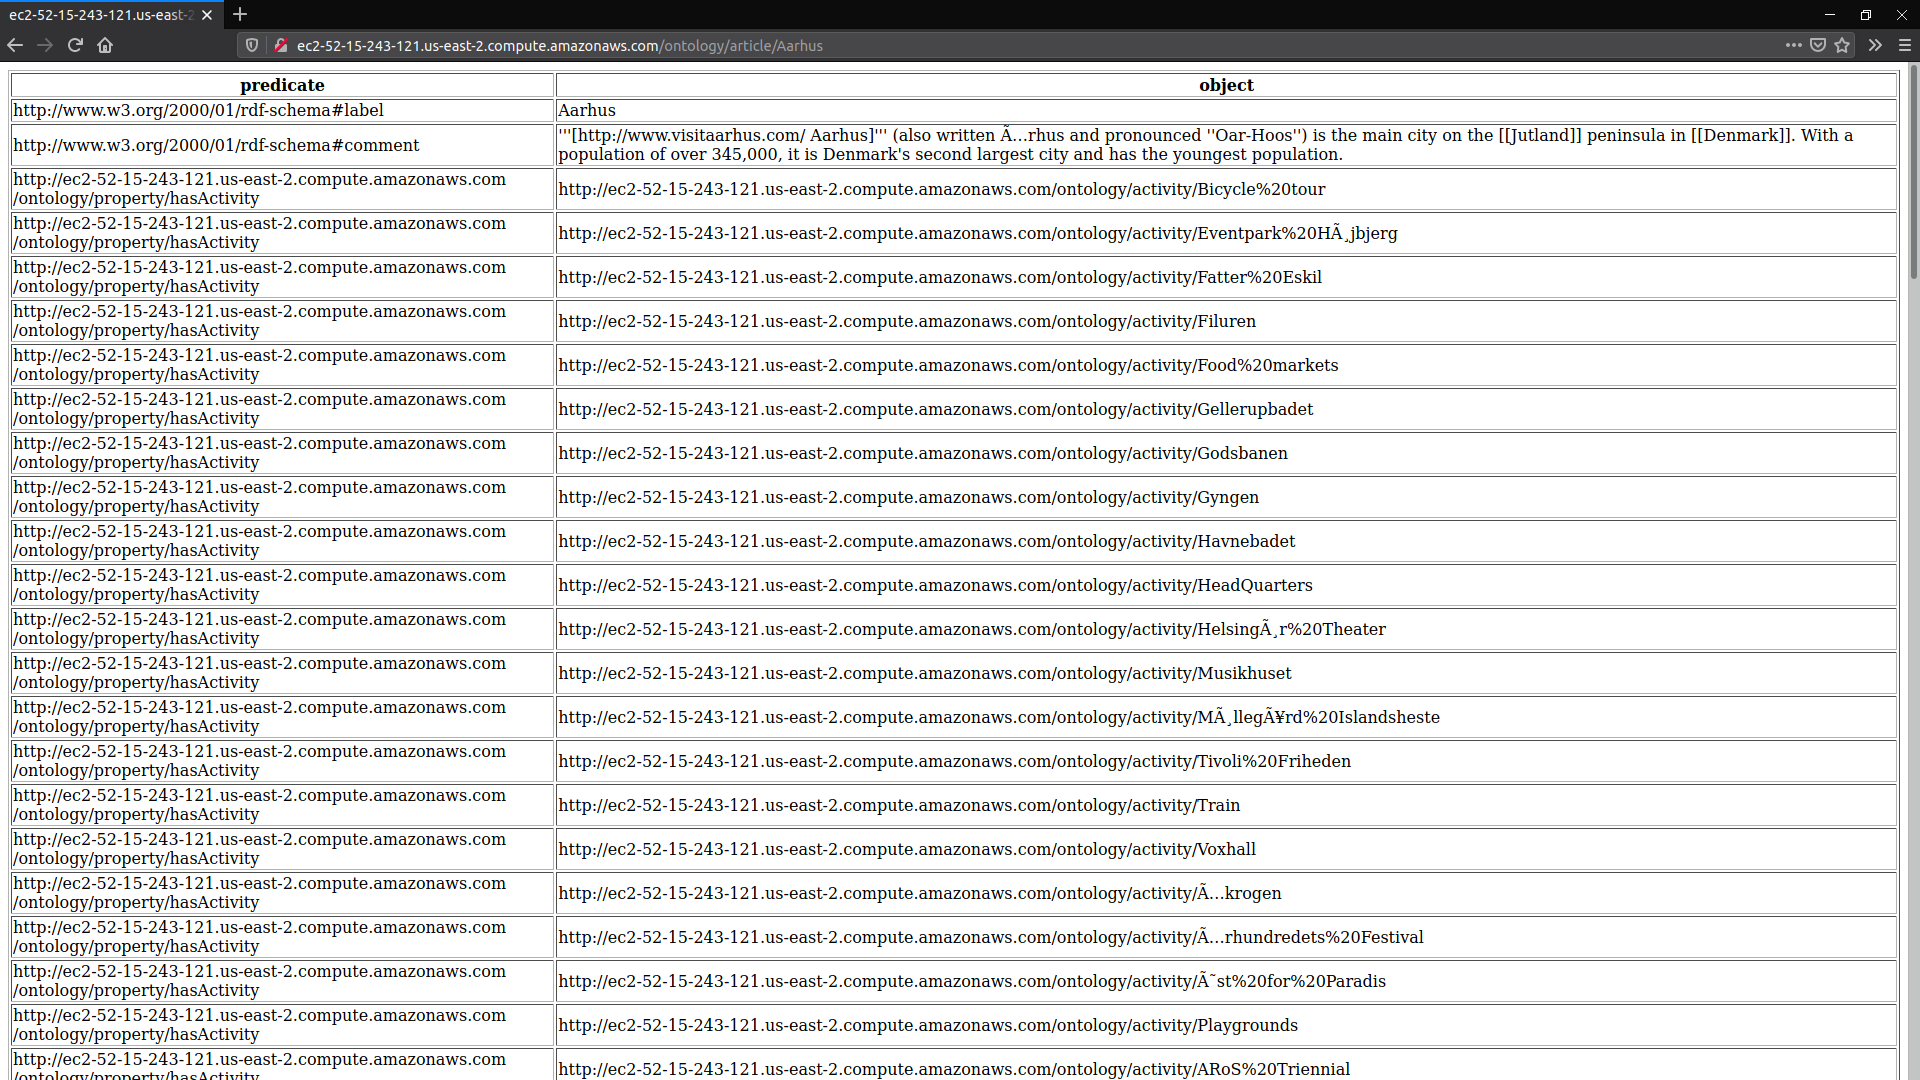 ec2-52-15-243-121.us-east-2
ec2-52-15-243-121.us-east-2.compute.amazonaws.com/ontology/article/Aarhus
predicate object
http://www.w3.org/2000/01/rdf-schema#label Aarhus
http://www.w3.org/2000/01/rdf-schema#comment '''[http://www.visitaarhus.com/ Aarhus]''' (also written Ã…rhus and pronounced ''Oar-Hoos'') is the main city on the [[Jutland]] peninsula in [[Denmark]]. With a
population of over 345,000, it is Denmark's second largest city and has the youngest population.
http://ec2-52-15-243-121.us-east-2.compute.amazonaws.com
/ontology/property/hasActivity http://ec2-52-15-243-121.us-east-2.compute.amazonaws.com/ontology/activity/Bicycle%20tour
http://ec2-52-15-243-121.us-east-2.compute.amazonaws.com
/ontology/property/hasActivity http://ec2-52-15-243-121.us-east-2.compute.amazonaws.com/ontology/activity/Eventpark%20HÃ¸jbjerg
http://ec2-52-15-243-121.us-east-2.compute.amazonaws.com
/ontology/property/hasActivity http://ec2-52-15-243-121.us-east-2.compute.amazonaws.com/ontology/activity/Fatter%20Eskil
http://ec2-52-15-243-121.us-east-2.compute.amazonaws.com
/ontology/property/hasActivity http://ec2-52-15-243-121.us-east-2.compute.amazonaws.com/ontology/activity/Filuren
http://ec2-52-15-243-121.us-east-2.compute.amazonaws.com
/ontology/property/hasActivity http://ec2-52-15-243-121.us-east-2.compute.amazonaws.com/ontology/activity/Food%20markets
http://ec2-52-15-243-121.us-east-2.compute.amazonaws.com
/ontology/property/hasActivity http://ec2-52-15-243-121.us-east-2.compute.amazonaws.com/ontology/activity/Gellerupbadet
http://ec2-52-15-243-121.us-east-2.compute.amazonaws.com
/ontology/property/hasActivity http://ec2-52-15-243-121.us-east-2.compute.amazonaws.com/ontology/activity/Godsbanen
http://ec2-52-15-243-121.us-east-2.compute.amazonaws.com
/ontology/property/hasActivity http://ec2-52-15-243-121.us-east-2.compute.amazonaws.com/ontology/activity/Gyngen
http://ec2-52-15-243-121.us-east-2.compute.amazonaws.com
/ontology/property/hasActivity http://ec2-52-15-243-121.us-east-2.compute.amazonaws.com/ontology/activity/Havnebadet
http://ec2-52-15-243-121.us-east-2.compute.amazonaws.com
/ontology/property/hasActivity http://ec2-52-15-243-121.us-east-2.compute.amazonaws.com/ontology/activity/HeadQuarters
http://ec2-52-15-243-121.us-east-2.compute.amazonaws.com
/ontology/property/hasActivity http://ec2-52-15-243-121.us-east-2.compute.amazonaws.com/ontology/activity/HelsingÃ¸r%20Theater
http://ec2-52-15-243-121.us-east-2.compute.amazonaws.com
/ontology/property/hasActivity http://ec2-52-15-243-121.us-east-2.compute.amazonaws.com/ontology/activity/Musikhuset
http://ec2-52-15-243-121.us-east-2.compute.amazonaws.com
/ontology/property/hasActivity http://ec2-52-15-243-121.us-east-2.compute.amazonaws.com/ontology/activity/MÃ¸llegÃ¥rd%20Islandsheste
http://ec2-52-15-243-121.us-east-2.compute.amazonaws.com
/ontology/property/hasActivity http://ec2-52-15-243-121.us-east-2.compute.amazonaws.com/ontology/activity/Tivoli%20Friheden
http://ec2-52-15-243-121.us-east-2.compute.amazonaws.com
/ontology/property/hasActivity http://ec2-52-15-243-121.us-east-2.compute.amazonaws.com/ontology/activity/Train
http://ec2-52-15-243-121.us-east-2.compute.amazonaws.com
/ontology/property/hasActivity http://ec2-52-15-243-121.us-east-2.compute.amazonaws.com/ontology/activity/Voxhall
http://ec2-52-15-243-121.us-east-2.compute.amazonaws.com
/ontology/property/hasActivity http://ec2-52-15-243-121.us-east-2.compute.amazonaws.com/ontology/activity/Ã…krogen
http://ec2-52-15-243-121.us-east-2.compute.amazonaws.com
/ontology/property/hasActivity http://ec2-52-15-243-121.us-east-2.compute.amazonaws.com/ontology/activity/Ã…rhundredets%20Festival
http://ec2-52-15-243-121.us-east-2.compute.amazonaws.com
/ontology/property/hasActivity http://ec2-52-15-243-121.us-east-2.compute.amazonaws.com/ontology/activity/Ã˜st%20for%20Paradis
http://ec2-52-15-243-121.us-east-2.compute.amazonaws.com
/ontology/property/hasActivity http://ec2-52-15-243-121.us-east-2.compute.amazonaws.com/ontology/activity/Playgrounds
http://ec2-52-15-243-121.us-east-2.compute.amazonaws.com
/ontology/property/hasActivity http://ec2-52-15-243-121.us-east-2.compute.amazonaws.com/ontology/activity/ARoS%20Triennial